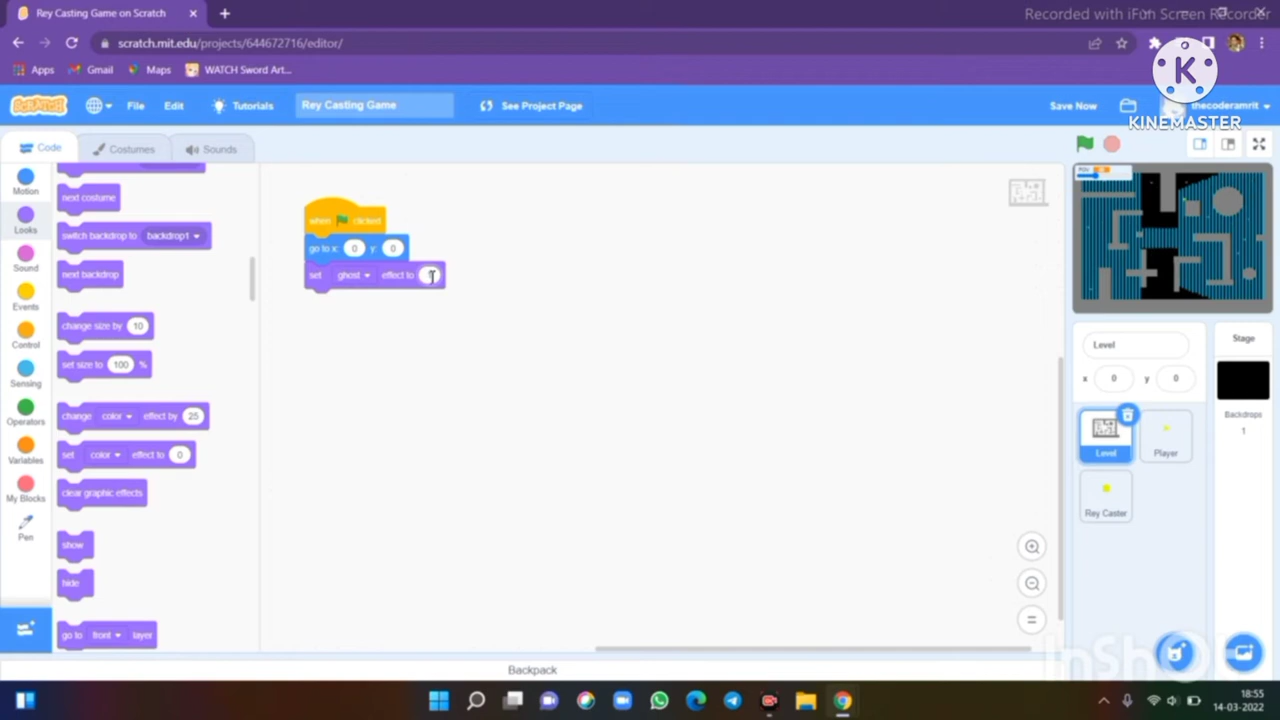 Rey Casting Game on Scratch
Recorded with iFun Screen Recorder
scratch.mit.edu/projects/644672716/editor/
Apps
Gmail
Maps
WATCH Sword Art...
KINEMASTER
SCRATCH
File
Edit
Tutorials
Rey Casting Game
See Project Page
Save Now
thecoderamrit
Code
Costumes
Sounds
Motion
Looks
Sound
Events
Control
Sensing
Operators
Variables
My Blocks
Pen
next costume
switch backdrop to backdrop1
next backdrop
change size by 10
set size to 100 %
change color effect by 25
set color effect to 0
clear graphic effects
show
hide
go to front layer
when clicked
go to x: 0 y: 0
set ghost effect to
Level
x 0 y 0
Level
Player
Rey Caster
Stage
Backdrops
1
Backpack
18:55
14-03-2022